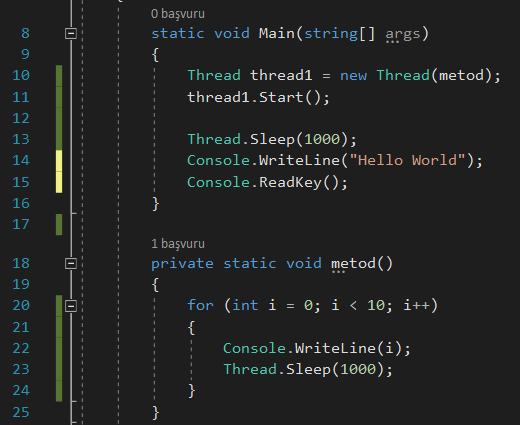 0 başvuru
8 static void Main(string[] args)
9 {
10 Thread thread1 = new Thread(metod);
11 thread1.Start();
12
13 Thread.Sleep(1000);
14 Console.WriteLine("Hello World");
15 Console.ReadKey();
16 }
17
1 başvuru
18 private static void metod()
19 {
20 for (int i = 0; i < 10; i++)
21 {
22 Console.WriteLine(i);
23 Thread.Sleep(1000);
24 }
25 }